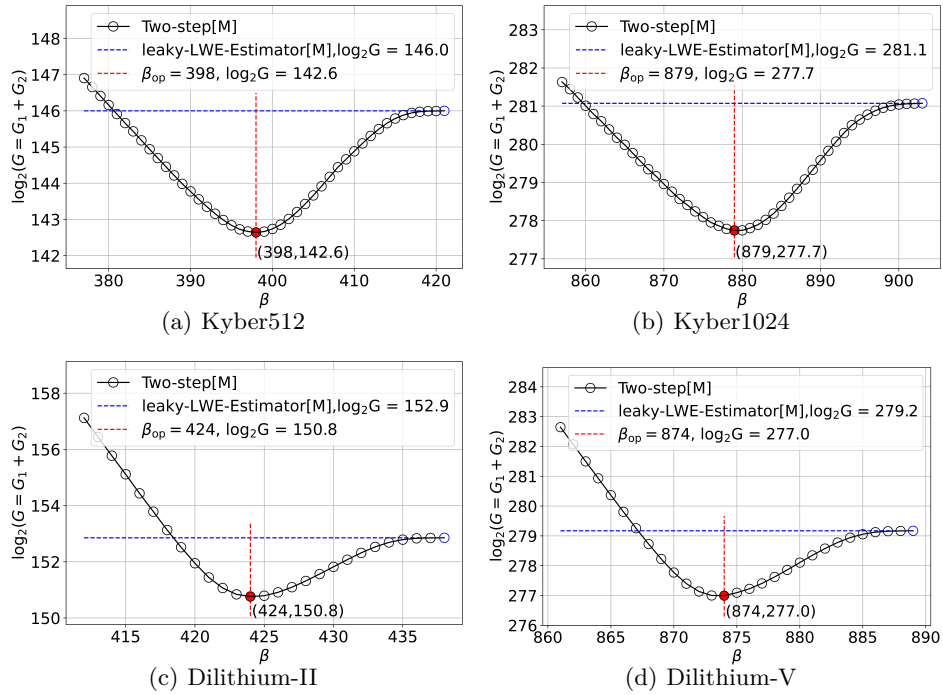 Two-step[M]
leaky-LWE-Estimator[M],log₂G = 146.0
β_op = 398, log₂G = 142.6
148
147
146
145
144
143
142
log₂(G = G₁ + G₂)
(398,142.6)
380 390 400 410 420
β
(a) Kyber512
Two-step[M]
leaky-LWE-Estimator[M],log₂G = 281.1
β_op = 879, log₂G = 277.7
283
282
281
280
279
278
277
log₂(G = G₁ + G₂)
(879,277.7)
860 870 880 890 900
β
(b) Kyber1024
Two-step[M]
leaky-LWE-Estimator[M],log₂G = 152.9
β_op = 424, log₂G = 150.8
158
156
154
152
150
log₂(G = G₁ + G₂)
(424,150.8)
415 420 425 430 435
β
(c) Dilithium-II
Two-step[M]
leaky-LWE-Estimator[M],log₂G = 279.2
β_op = 874, log₂G = 277.0
284
283
282
281
280
279
278
277
276
log₂(G = G₁ + G₂)
(874,277.0)
860 865 870 875 880 885 890
β
(d) Dilithium-V